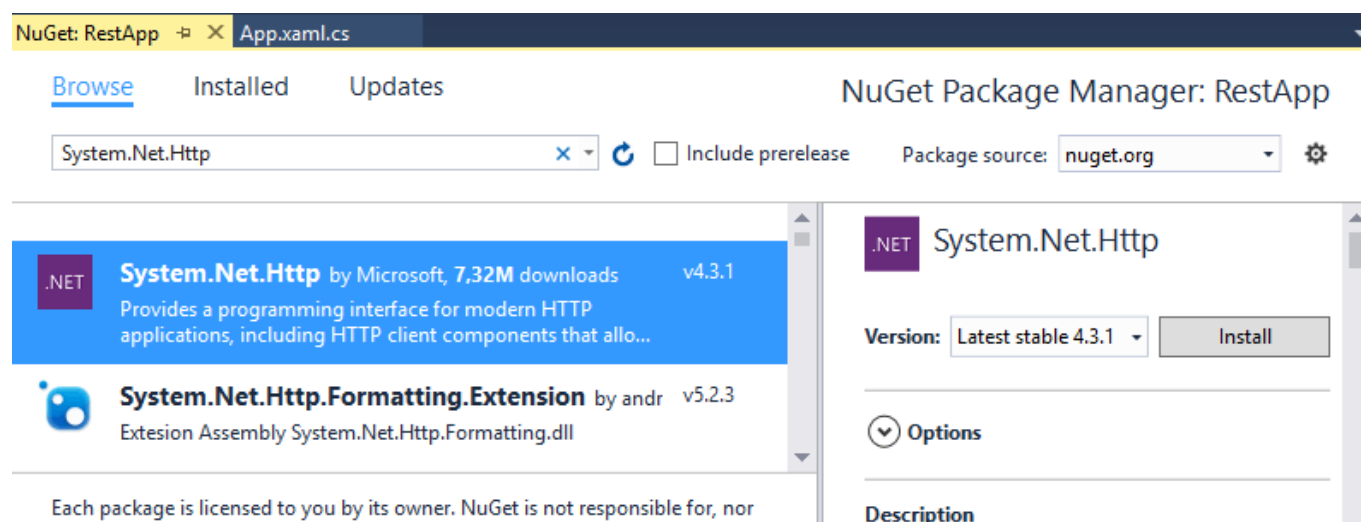 NuGet: RestApp
App.xaml.cs
Browse Installed Updates
NuGet Package Manager: RestApp
System.Net.Http
Include prerelease
Package source: nuget.org
.NET
System.Net.Http by Microsoft, 7,32M downloads v4.3.1
Provides a programming interface for modern HTTP
applications, including HTTP client components that allo...
System.Net.Http.Formatting.Extension by andr v5.2.3
Extesion Assembly System.Net.Http.Formatting.dll
Each package is licensed to you by its owner. NuGet is not responsible for, nor
.NET
System.Net.Http
Version: Latest stable 4.3.1 Install
Options
Description